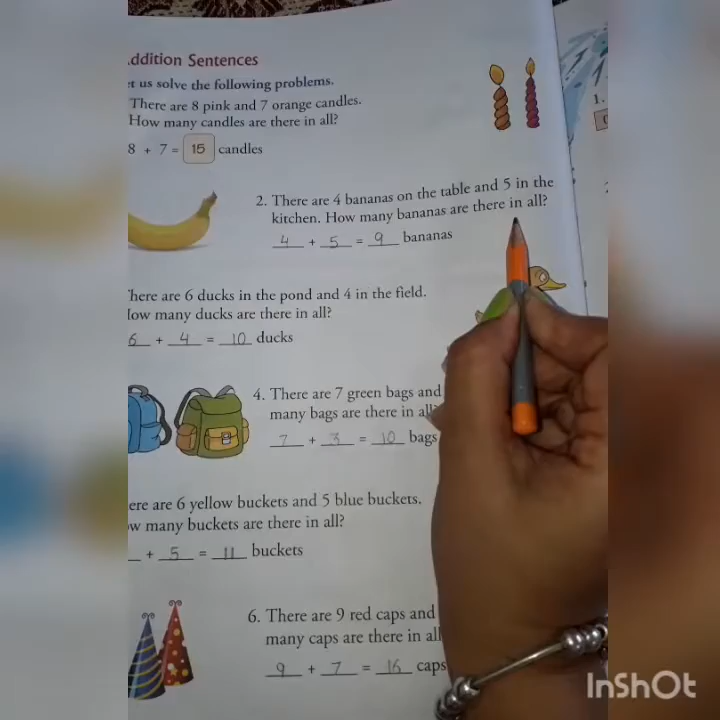 ddition Sentences
t us solve the following problems.
There are 8 pink and 7 orange candles.
How many candles are there in all?
8 + 7 = 15 candles
2. There are 4 bananas on the table and 5 in the
kitchen. How many bananas are there in all?
4 + 5 = 9 bananas
here are 6 ducks in the pond and 4 in the field.
ow many ducks are there in all?
6 + 4 = 10 ducks
4. There are 7 green bags and
many bags are there in all
7 + 3 = 10 bags
ere are 6 yellow buckets and 5 blue buckets.
w many buckets are there in all?
+ 5 = 11 buckets
6. There are 9 red caps and
many caps are there in all
9 + 7 = 16 caps
1.
InShOt